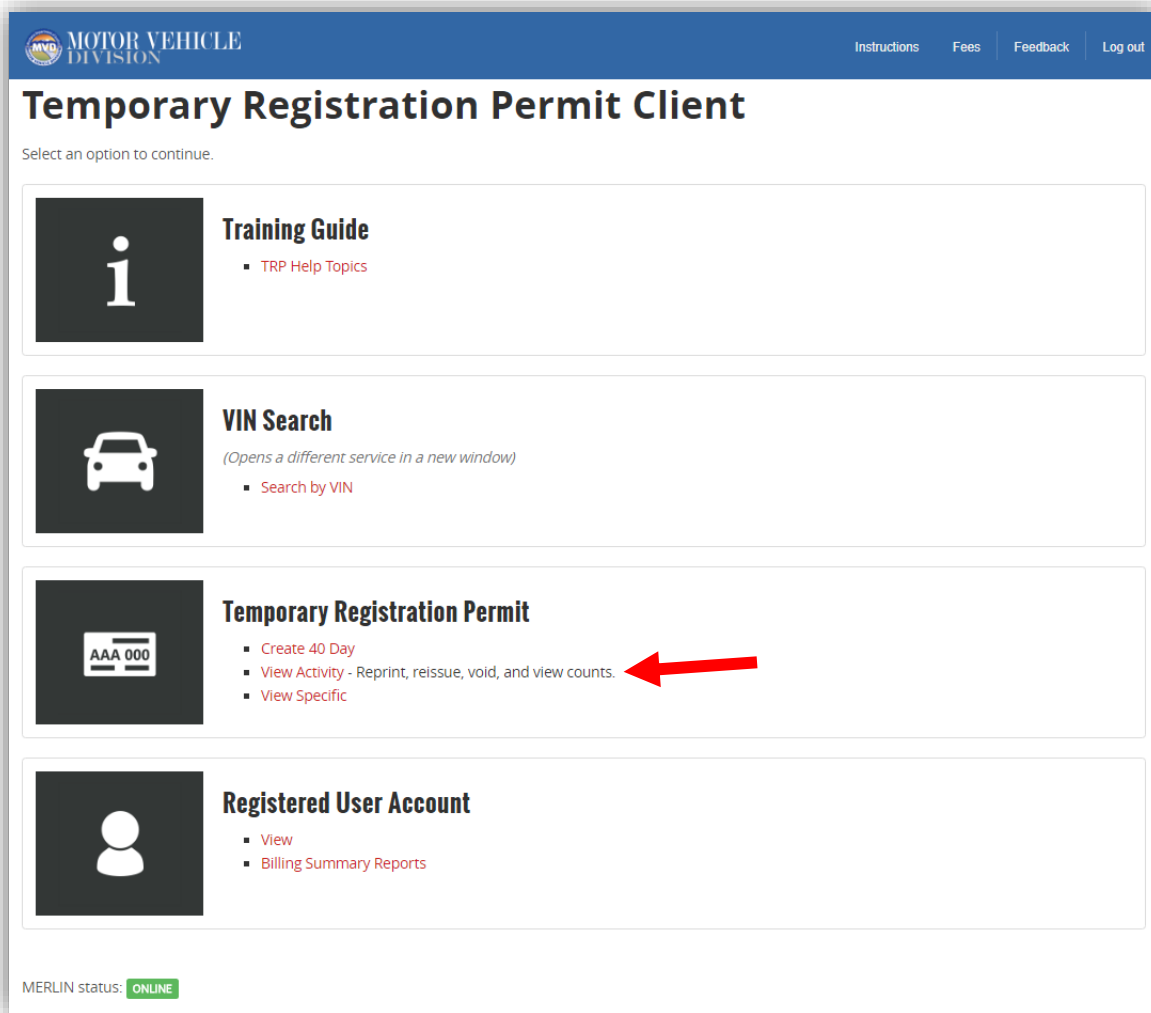 MVD MOTOR VEHICLE
DIVISION
Instructions Fees Feedback Log out
Temporary Registration Permit Client
Select an option to continue.
i
Training Guide
TRP Help Topics
VIN Search
(Opens a different service in a new window)
Search by VIN
Temporary Registration Permit
AAA 000
Create 40 Day
View Activity - Reprint, reissue, void, and view counts.
View Specific
Registered User Account
View
Billing Summary Reports
MERLIN status: ONLINE